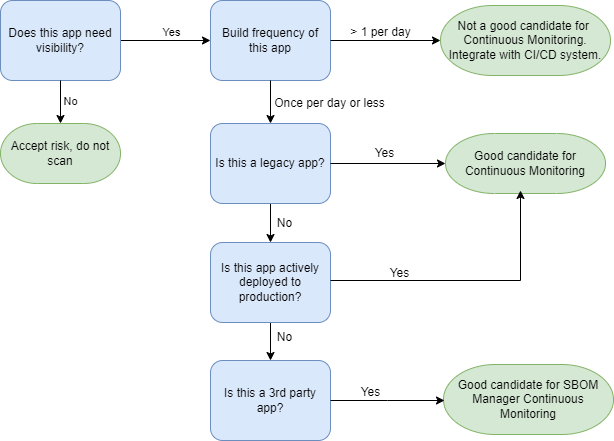 Does this app need
visibility?
Yes
Build frequency of
this app
> 1 per day
Not a good candidate for
Continuous Monitoring.
Integrate with CI/CD system.
No
Accept risk, do not
scan
Once per day or less
Is this a legacy app?
Yes
Good candidate for
Continuous Monitoring
No
Is this app actively
deployed to
production?
Yes
No
Is this a 3rd party
app?
Yes
Good candidate for SBOM
Manager Continuous
Monitoring